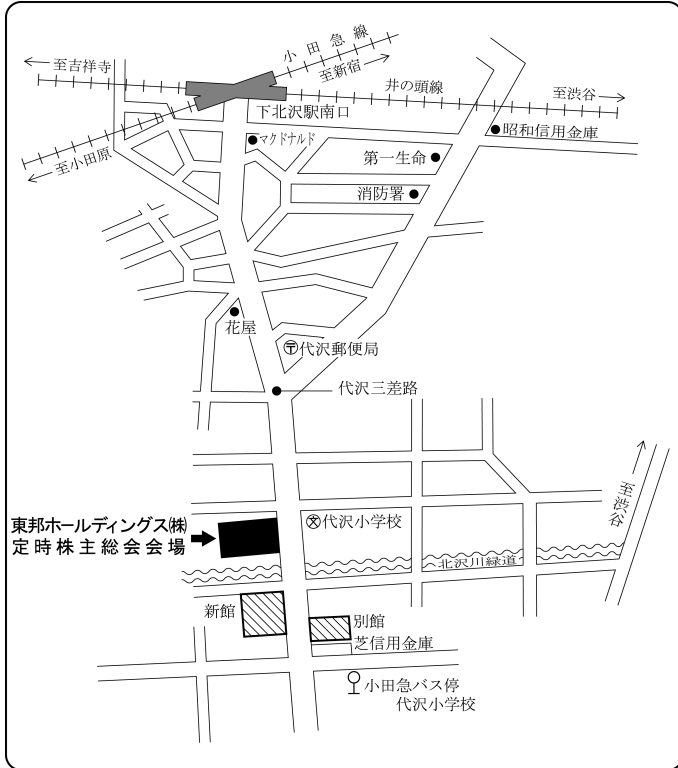 小田急線
至吉祥寺
至新宿
井の頭線
至渋谷
下北沢駅南口
昭和信用金庫
マクドナルド
第一生命
至小田原
消防署
花屋
〒代沢郵便局
代沢三差路
至渋谷
東邦ホールディングス㈱
定時株主総会会場
文代沢小学校
北沢川緑道
新館
別館
芝信用金庫
小田急バス停
代沢小学校